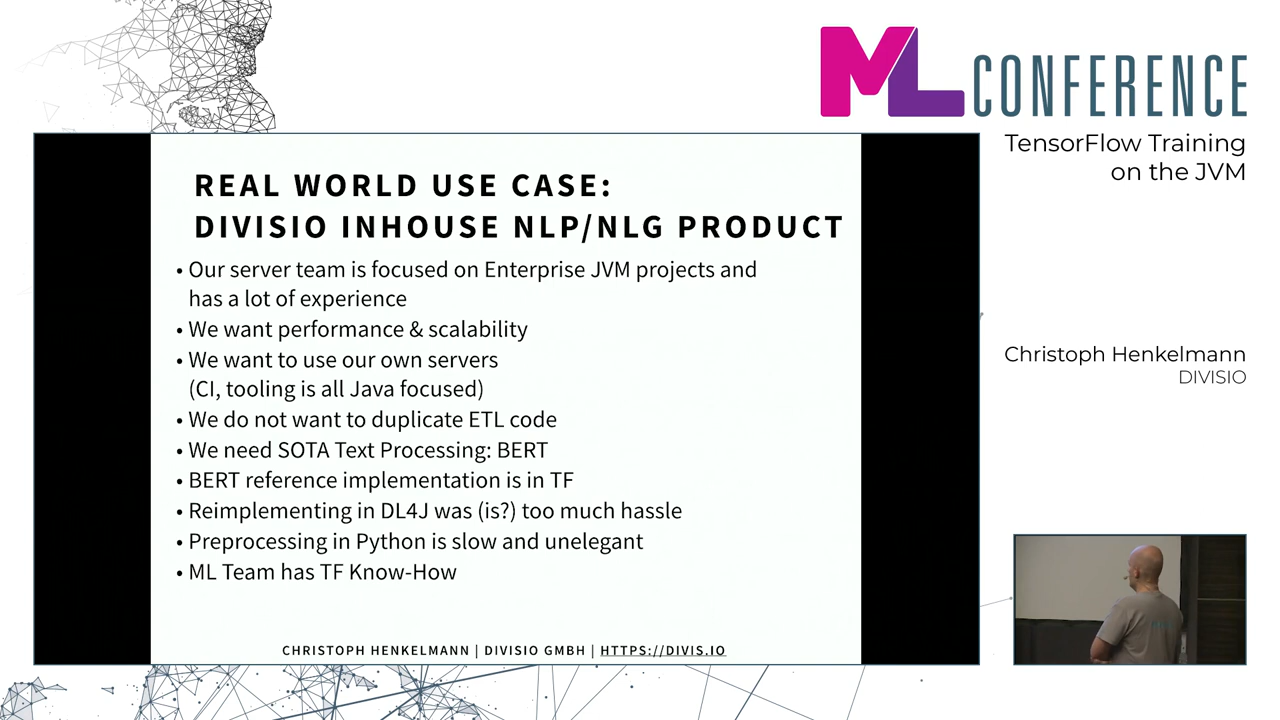 ML CONFERENCE
TensorFlow Training
on the JVM
REAL WORLD USE CASE:
DIVISIO INHOUSE NLP/NLG PRODUCT
• Our server team is focused on Enterprise JVM projects and
has a lot of experience
• We want performance & scalability
• We want to use our own servers
(CI, tooling is all Java focused)
• We do not want to duplicate ETL code
• We need SOTA Text Processing: BERT
• BERT reference implementation is in TF
• Reimplementing in DL4J was (is?) too much hassle
• Preprocessing in Python is slow and unelegant
• ML Team has TF Know-How
CHRISTOPH HENKELMANN | DIVISIO GMBH | HTTPS://DIVIS.IO
Christoph Henkelmann
DIVISIO